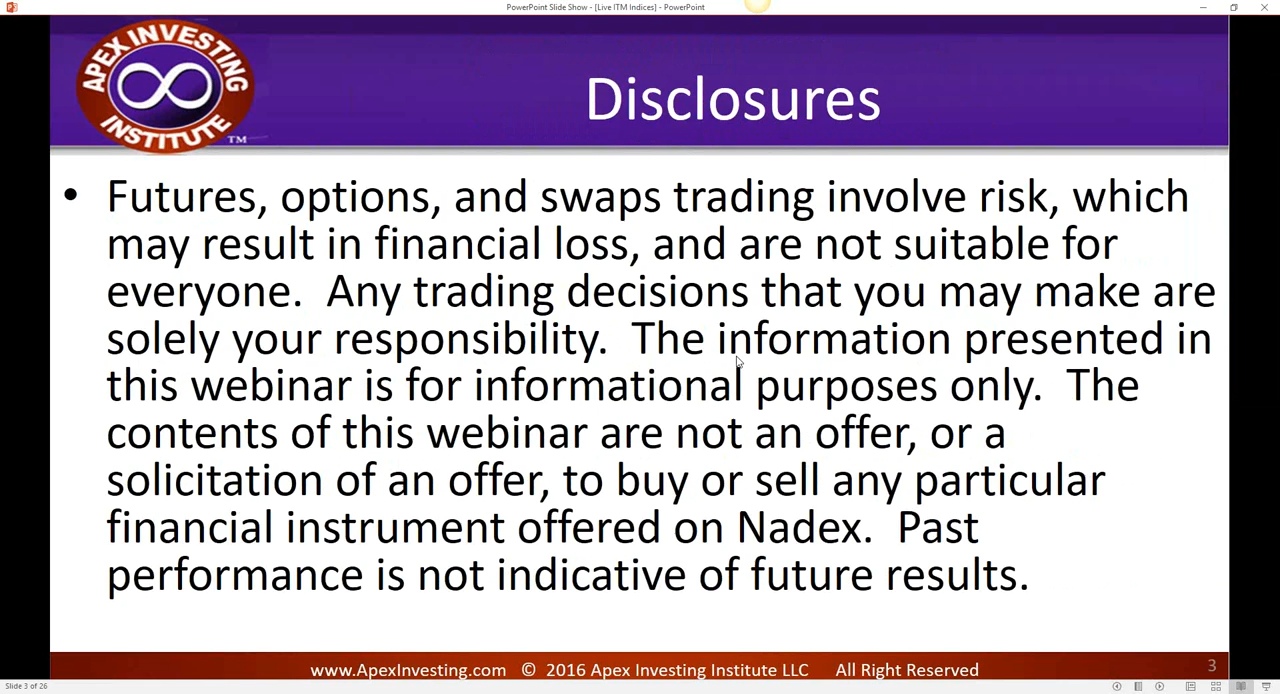 PowerPoint Slide Show - [Live ITM Indices] - PowerPoint
APEX INVESTING
INSTITUTE TM
Disclosures
• Futures, options, and swaps trading involve risk, which
may result in financial loss, and are not suitable for
everyone.  Any trading decisions that you may make are
solely your responsibility.  The information presented in
this webinar is for informational purposes only.  The
contents of this webinar are not an offer, or a
solicitation of an offer, to buy or sell any particular
financial instrument offered on Nadex.  Past
performance is not indicative of future results.
www.ApexInvesting.com © 2016 Apex Investing Institute LLC All Right Reserved 3
Slide 3 of 26